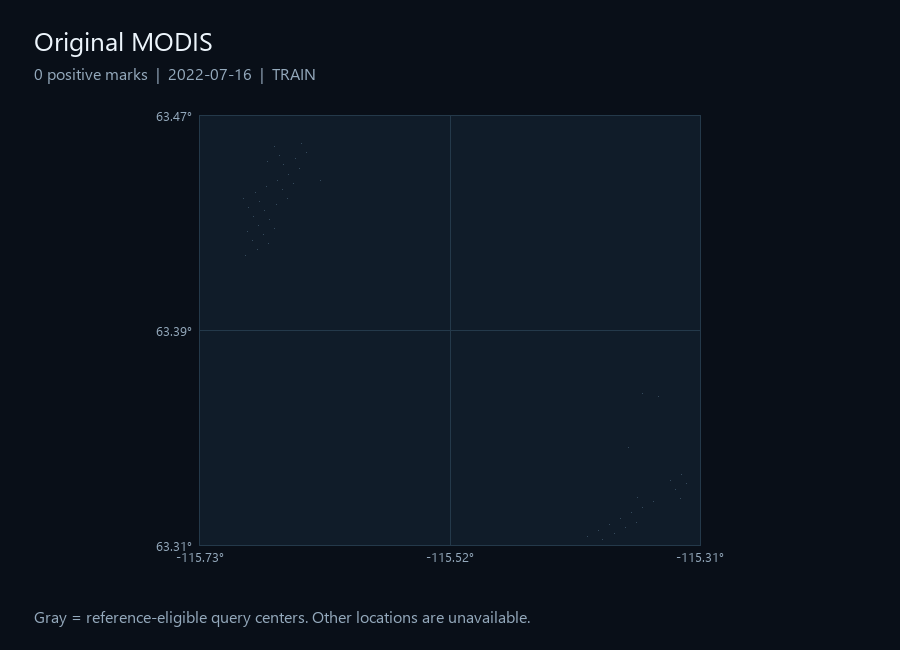 Original MODIS
0 positive marks | 2022-07-16 | TRAIN
63.47°
63.39°
63.31°
-115.73°
-115.52°
-115.31°
Gray = reference-eligible query centers. Other locations are unavailable.